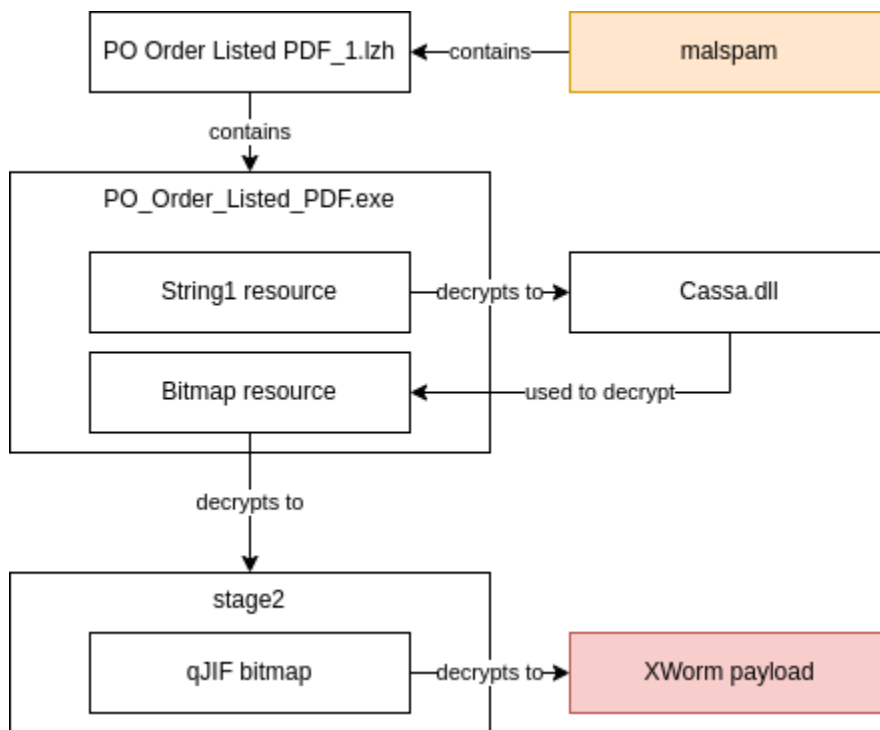 PO Order Listed PDF_1.lzh
contains
malspam
contains
PO_Order_Listed_PDF.exe
String1 resource
decrypts to
Cassa.dll
Bitmap resource
used to decrypt
decrypts to
stage2
qJIF bitmap
decrypts to
XWorm payload